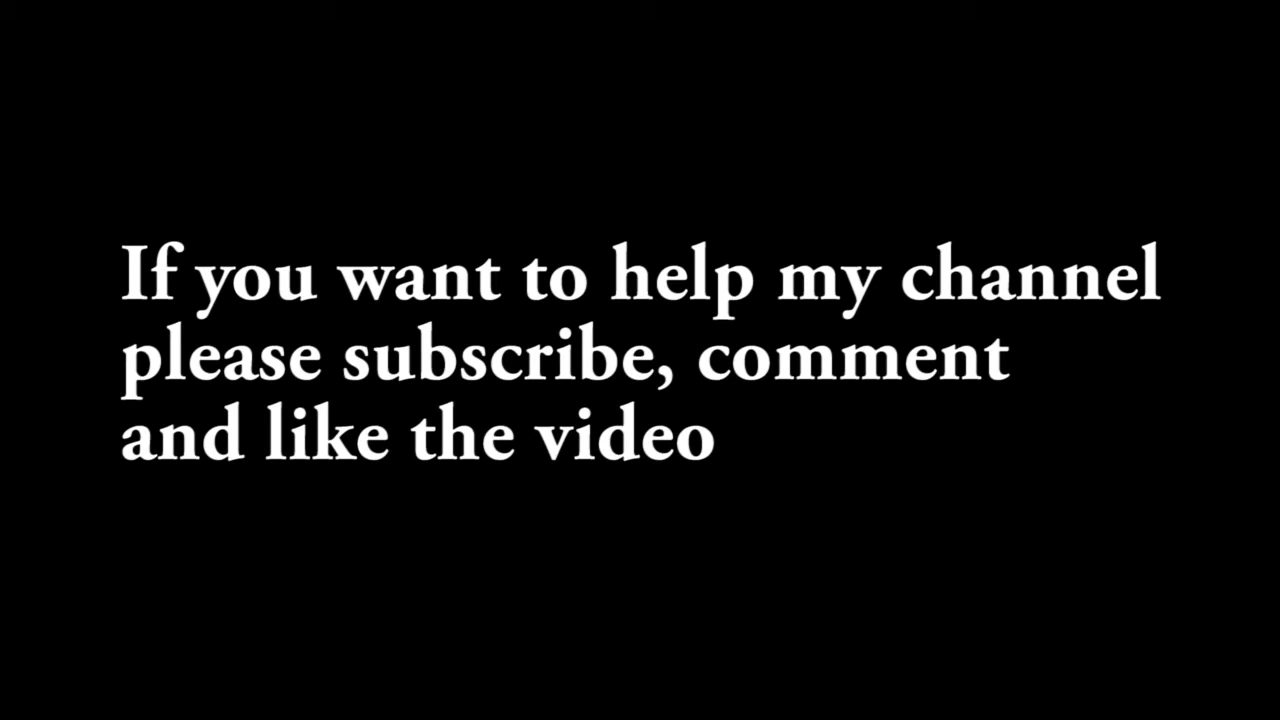 If you want to help my channel
please subscribe, comment
and like the video